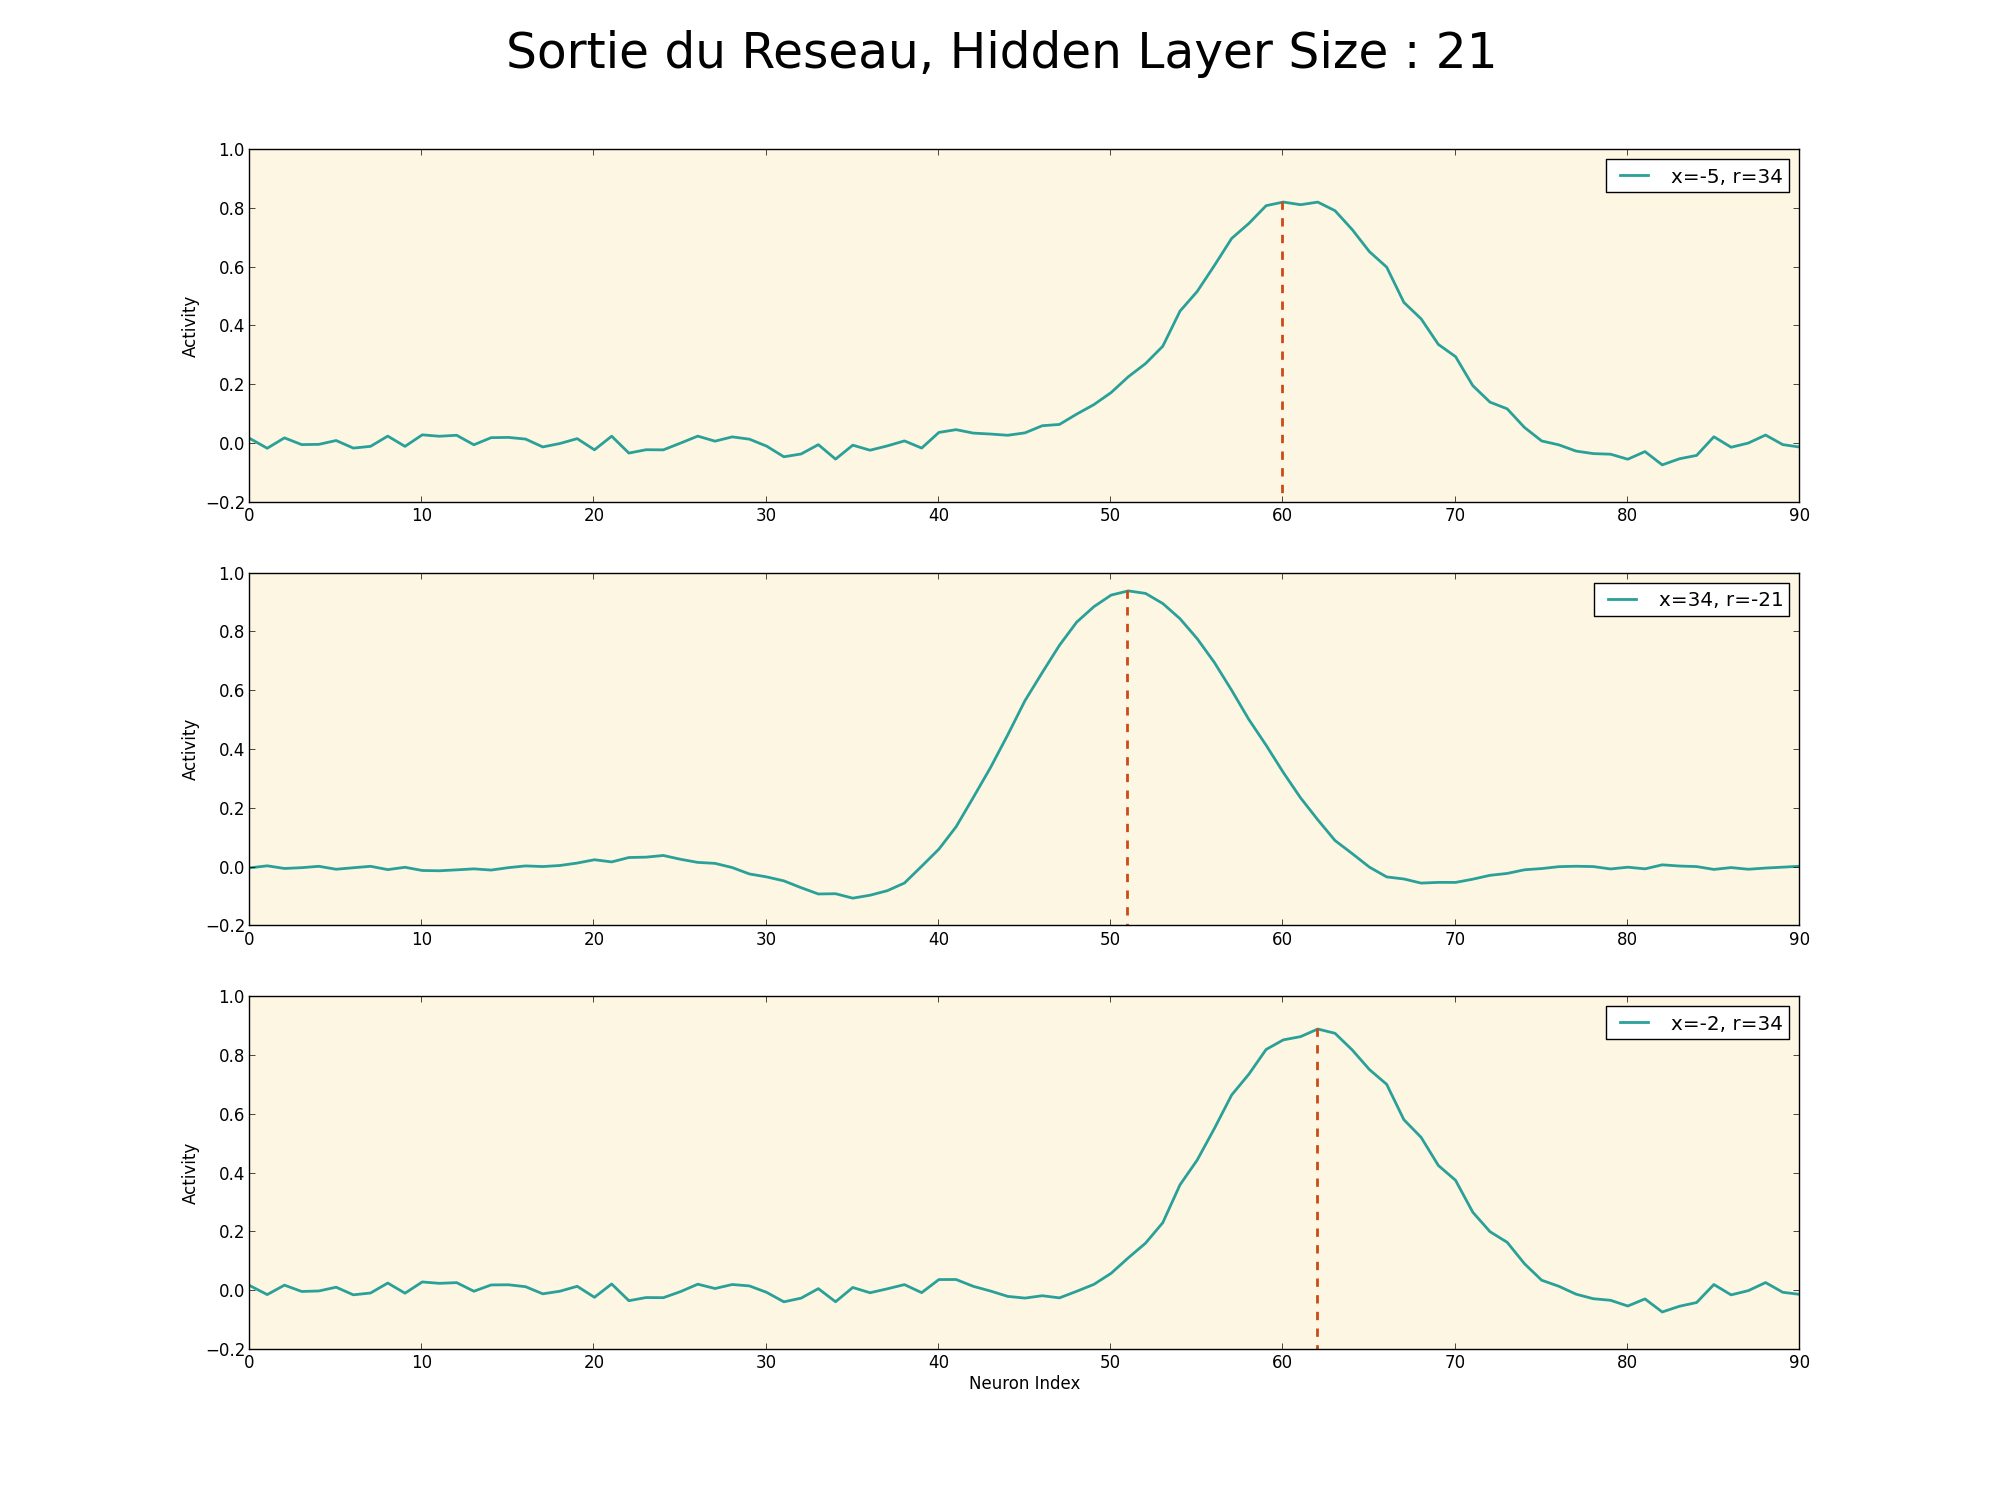 Sortie du Reseau, Hidden Layer Size : 21
1.0
0.8
0.6
0.4
0.2
0.0
−0.2
Activity
x=-5, r=34
0 10 20 30 40 50 60 70 80 90
1.0
0.8
0.6
0.4
0.2
0.0
−0.2
Activity
x=34, r=-21
0 10 20 30 40 50 60 70 80 90
1.0
0.8
0.6
0.4
0.2
0.0
−0.2
Activity
x=-2, r=34
0 10 20 30 40 50 60 70 80 90
Neuron Index